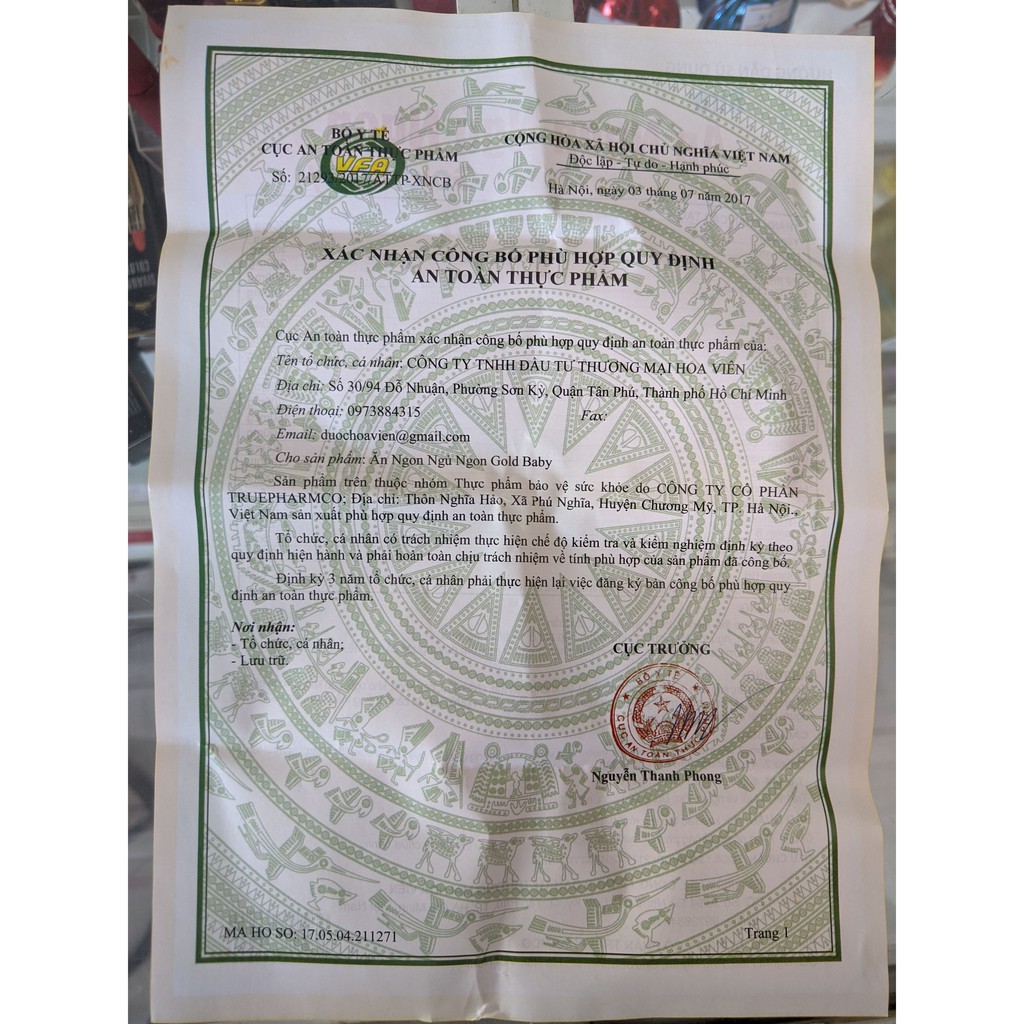 BỘ Y TẾ
CỤC AN TOÀN THỰC PHẨM
VFA
/2017/ATTP-XNCB
Số:
CỘNG HÒA XÃ HỘI CHỦ NGHĨA VIỆT NAM
Độc lập - Tự do - Hạnh phúc
Hà Nội, ngày 03 tháng 07 năm 2017
XÁC NHẬN CÔNG BỐ PHÙ HỢP QUY ĐỊNH
AN TOÀN THỰC PHẨM
Cục An toàn thực phẩm xác nhận công bố phù hợp quy định an toàn thực phẩm của:
Tên tổ chức, cá nhân: CÔNG TY TNHH ĐẦU TƯ THƯƠNG MẠI HOA VIÊN
Địa chỉ: Số 30/94 Đỗ Nhuận, Phường Sơn Kỳ, Quận Tân Phú, Thành phố Hồ Chí Minh
Điện thoại: 0973884315 Fax:
Email: duochoavien@gmail.com
Cho sản phẩm: Ăn Ngon Ngủ Ngon Gold Baby
Sản phẩm trên thuộc nhóm Thực phẩm bảo vệ sức khỏe do CÔNG TY CỔ PHẦN
TRUEPHARMCO; Địa chỉ: Thôn Nghĩa Hảo, Xã Phú Nghĩa, Huyện Chương Mỹ, TP. Hà Nội.,
Việt Nam sản xuất phù hợp quy định an toàn thực phẩm.
Tổ chức, cá nhân có trách nhiệm thực hiện chế độ kiểm tra và kiểm nghiệm định kỳ theo
quy định hiện hành và phải hoàn toàn chịu trách nhiệm về tính phù hợp của sản phẩm đã công bố.
Định kỳ 3 năm tổ chức, cá nhân phải thực hiện lại việc đăng ký bản công bố phù hợp quy
định an toàn thực phẩm.
Nơi nhận:
- Tổ chức, cá nhân;
- Lưu trữ.
CỤC TRƯỞNG
BỘ Y TẾ
CỤC AN TOÀN THỰC
Nguyễn Thanh Phong
MA HO SO: 17.05.04.211271
Trang 1